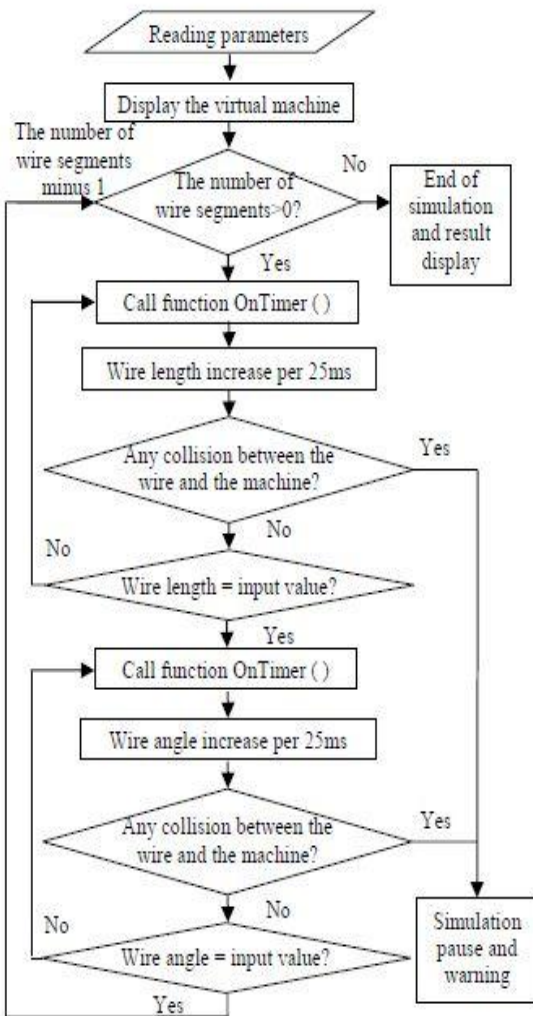 Reading parameters
Display the virtual machine
The number of
wire segments
minus 1
The number of
wire segments>0?
No
End of
simulation
and result
display
Yes
Call function OnTimer ( )
Wire length increase per 25ms
Any collision between the
wire and the machine?
Yes
No
No
Wire length = input value?
Yes
Call function OnTimer ( )
Wire angle increase per 25ms
Any collision between the
wire and the machine?
Yes
No
No
Wire angle = input value?
Yes
Simulation
pause and
warning